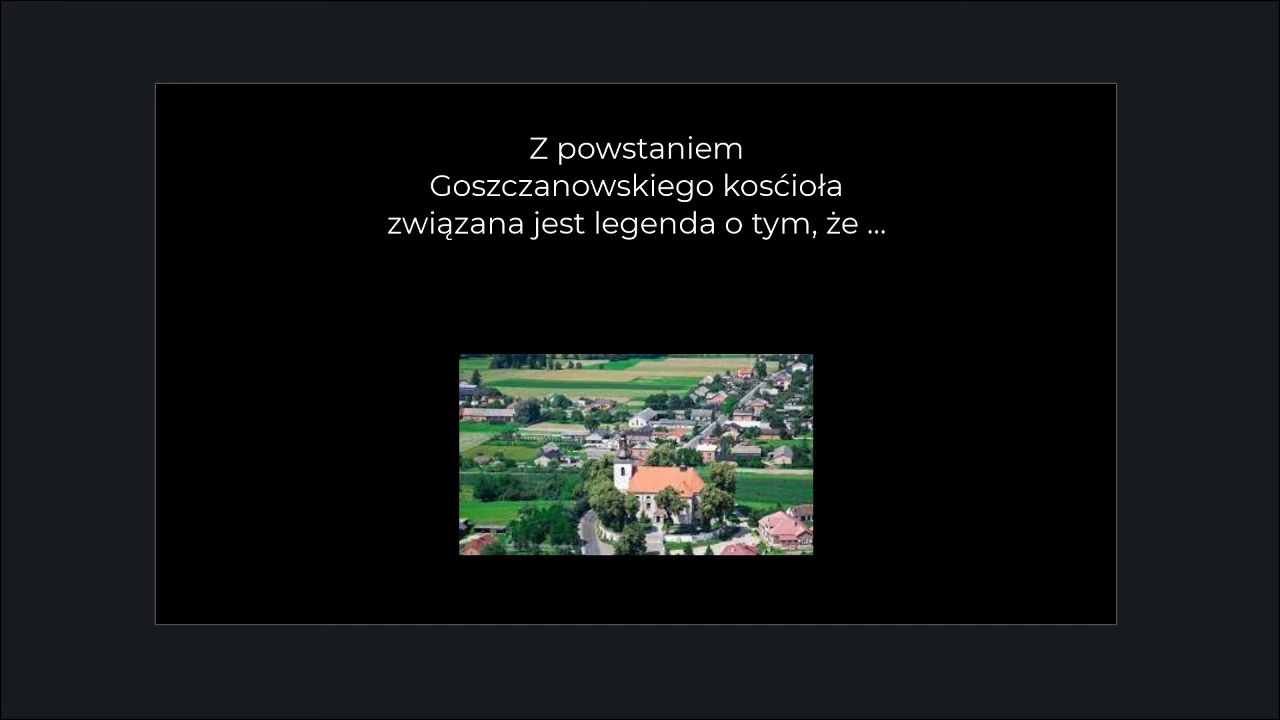 Z powstaniem
Goszczanowskiego kosćioła
związana jest legenda o tym, że ...